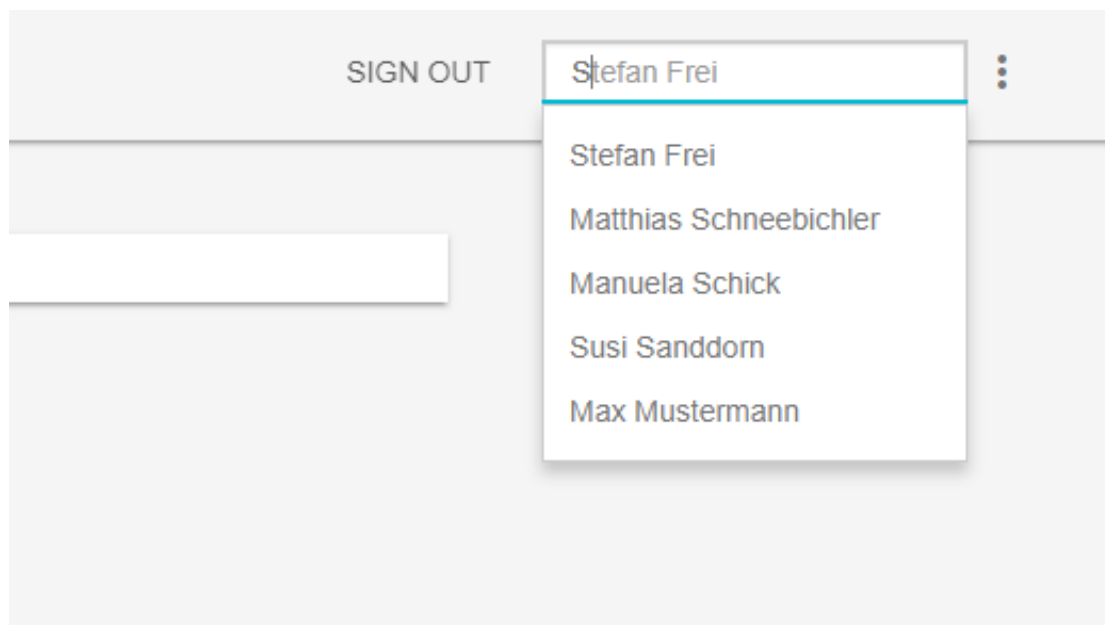 SIGN OUT
Stefan Frei
Stefan Frei
Matthias Schneebichler
Manuela Schick
Susi Sanddorn
Max Mustermann